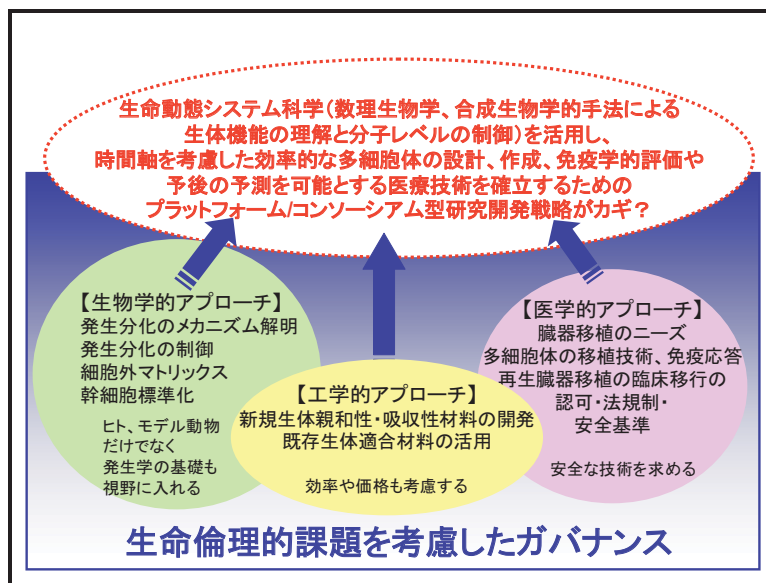 生命動態システム科学(数理生物学、合成生物学的手法による
生体機能の理解と分子レベルの制御)を活用し、
時間軸を考慮した効率的な多細胞体の設計、作成、免疫学的評価や
予後の予測を可能とする医療技術を確立するための
プラットフォーム/コンソーシアム型研究開発戦略がカギ?
【生物学的アプローチ】
発生分化のメカニズム解明
発生分化の制御
細胞外マトリックス
幹細胞標準化
ヒト、モデル動物
だけでなく
発生学の基礎も
視野に入れる
【工学的アプローチ】
新規生体親和性・吸収性材料の開発
既存生体適合材料の活用
効率や価格も考慮する
【医学的アプローチ】
臓器移植のニーズ
多細胞体の移植技術、免疫応答
再生臓器移植の臨床移行の
認可・法規制・
安全基準
安全な技術を求める
生命倫理的課題を考慮したガバナンス